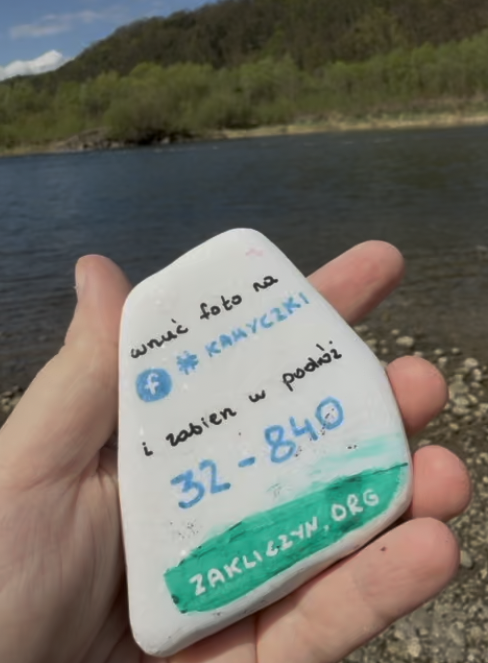 wrzuć foto na
f # KAMYCZKI
i zabierz w podróż
32-840
ZAKLICZYN.ORG